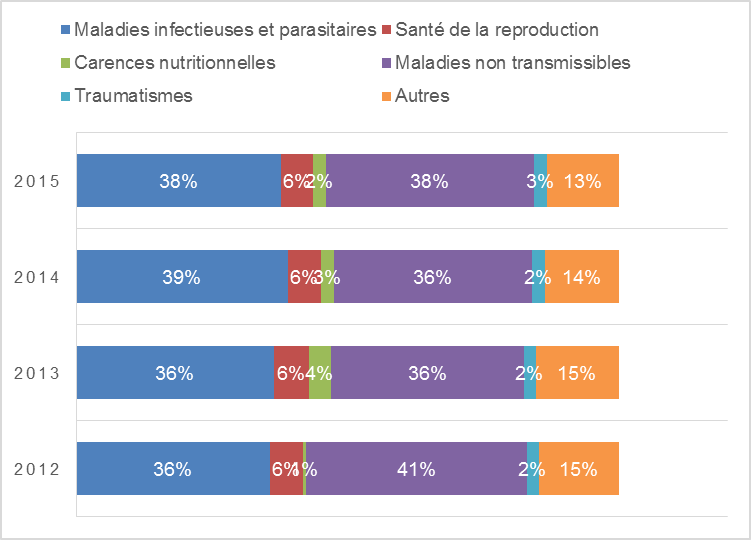 Maladies infectieuses et parasitaires Santé de la reproduction
Carences nutritionnelles Maladies non transmissibles
Traumatismes Autres
2015 38% 6% 2% 38% 3% 13%
2014 39% 6% 3% 36% 2% 14%
2013 36% 6% 4% 36% 2% 15%
2012 36% 6% 1% 41% 2% 15%